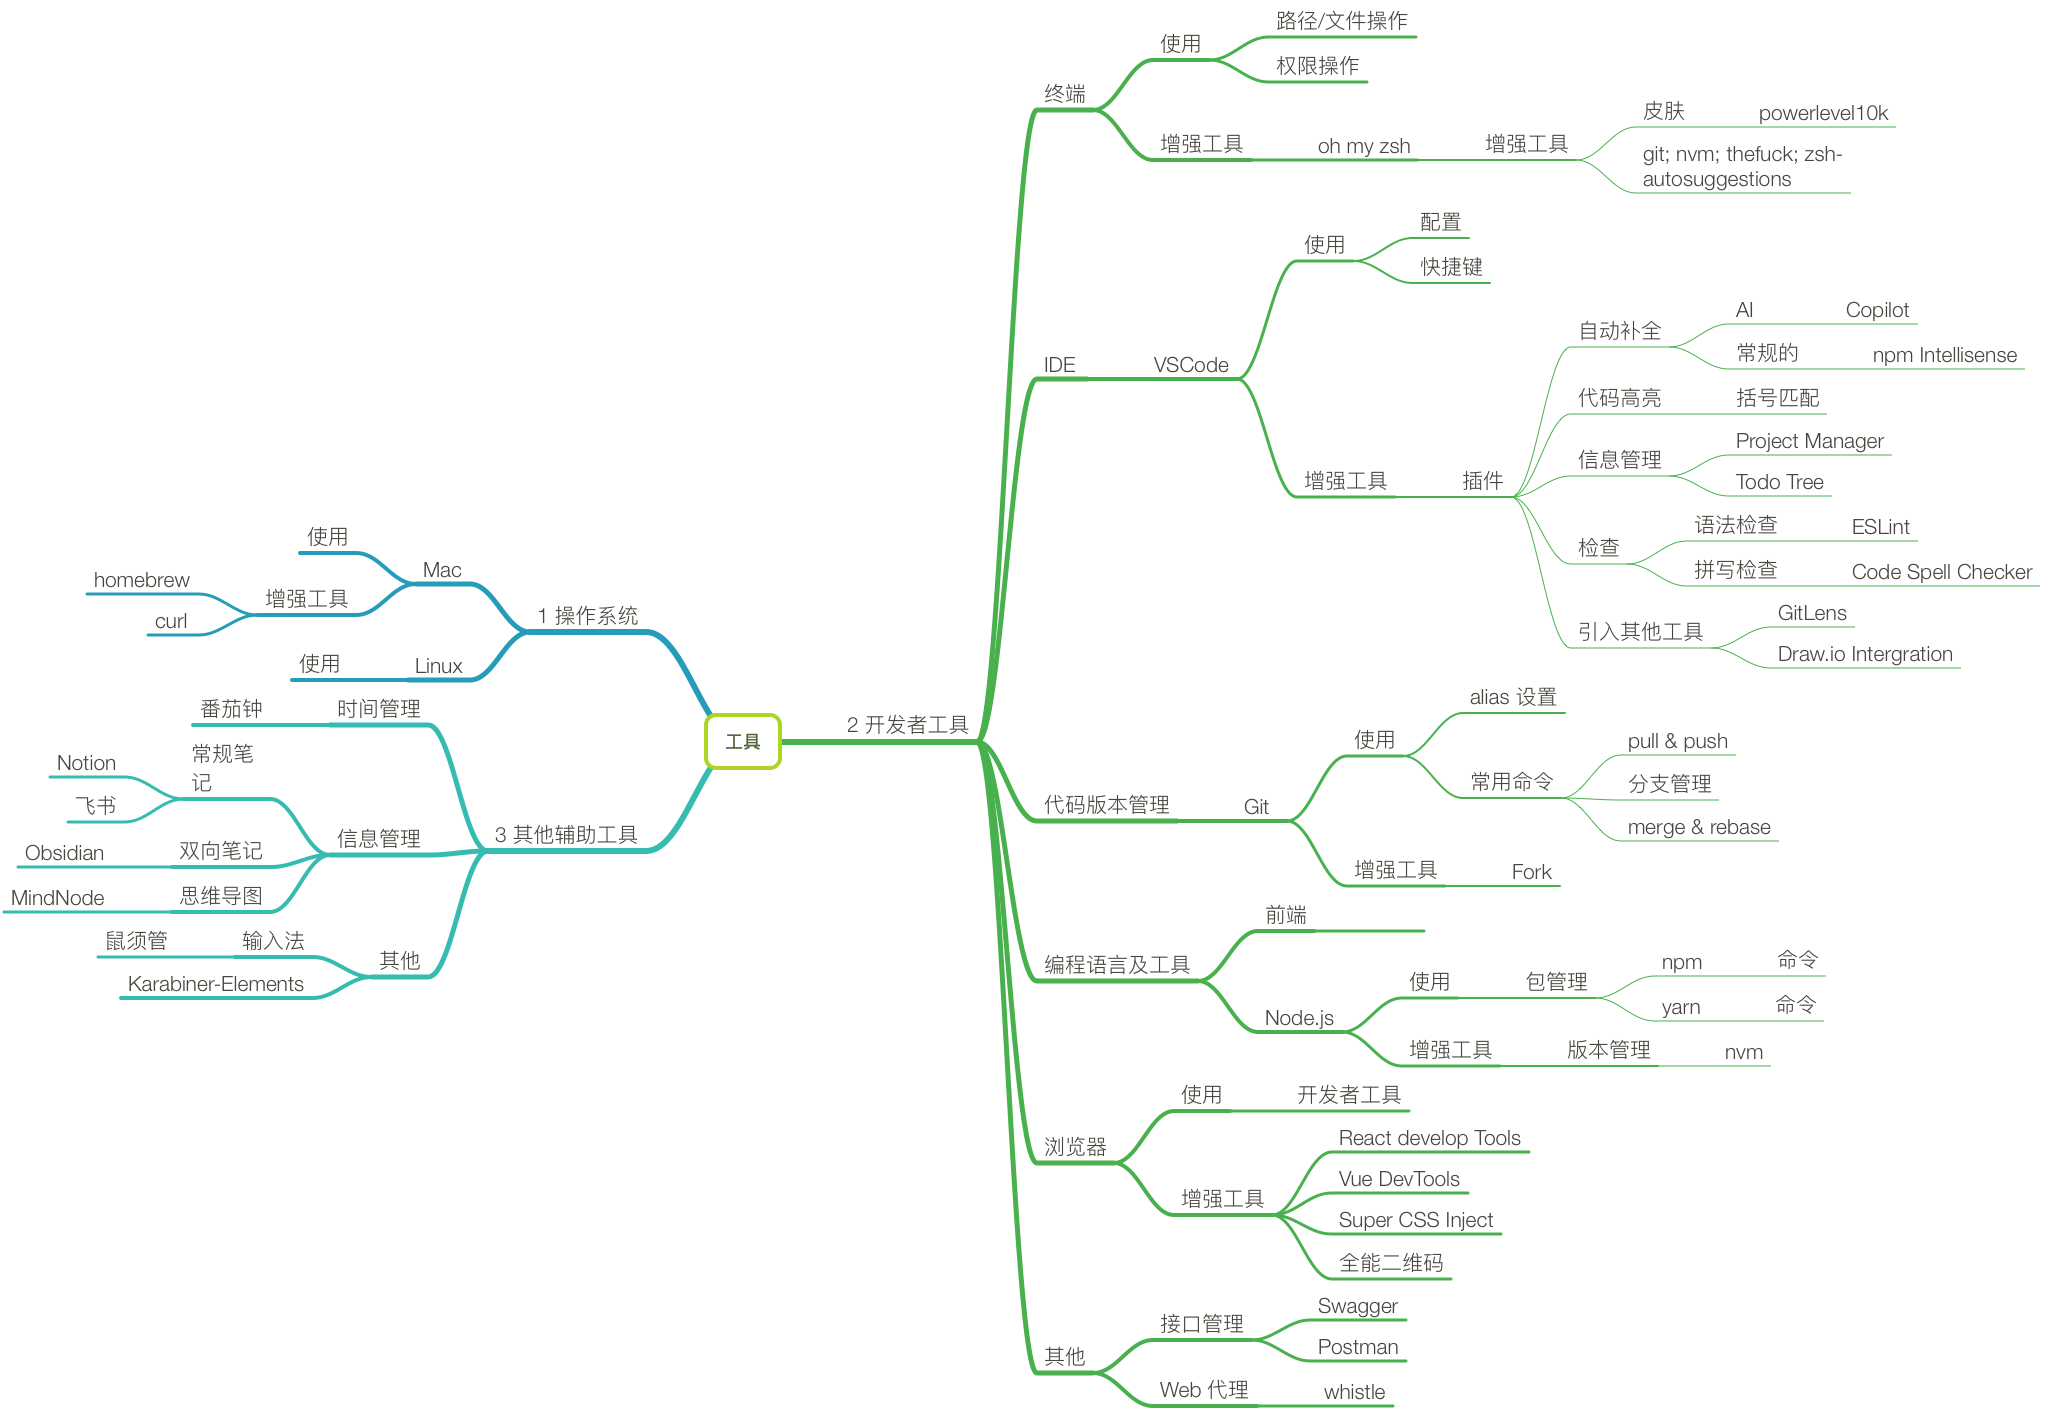 工具
1 操作系统
Mac
使用
增强工具
homebrew
curl
Linux
使用
2 开发者工具
终端
使用
路径/文件操作
权限操作
增强工具
oh my zsh
增强工具
皮肤
powerlevel10k
git; nvm; thefuck; zsh-
autosuggestions
IDE
VSCode
使用
配置
快捷键
增强工具
插件
自动补全
AI
Copilot
常规的
npm Intellisense
代码高亮
括号匹配
信息管理
Project Manager
Todo Tree
检查
语法检查
ESLint
拼写检查
Code Spell Checker
引入其他工具
GitLens
Draw.io Intergration
代码版本管理
Git
使用
alias 设置
常用命令
pull & push
分支管理
merge & rebase
增强工具
Fork
编程语言及工具
前端
Node.js
使用
包管理
npm
命令
yarn
命令
增强工具
版本管理
nvm
浏览器
使用
开发者工具
增强工具
React develop Tools
Vue DevTools
Super CSS Inject
全能二维码
其他
接口管理
Swagger
Postman
Web 代理
whistle
3 其他辅助工具
时间管理
番茄钟
信息管理
常规笔
记
Notion
飞书
双向笔记
Obsidian
思维导图
MindNode
其他
输入法
鼠须管
Karabiner-Elements